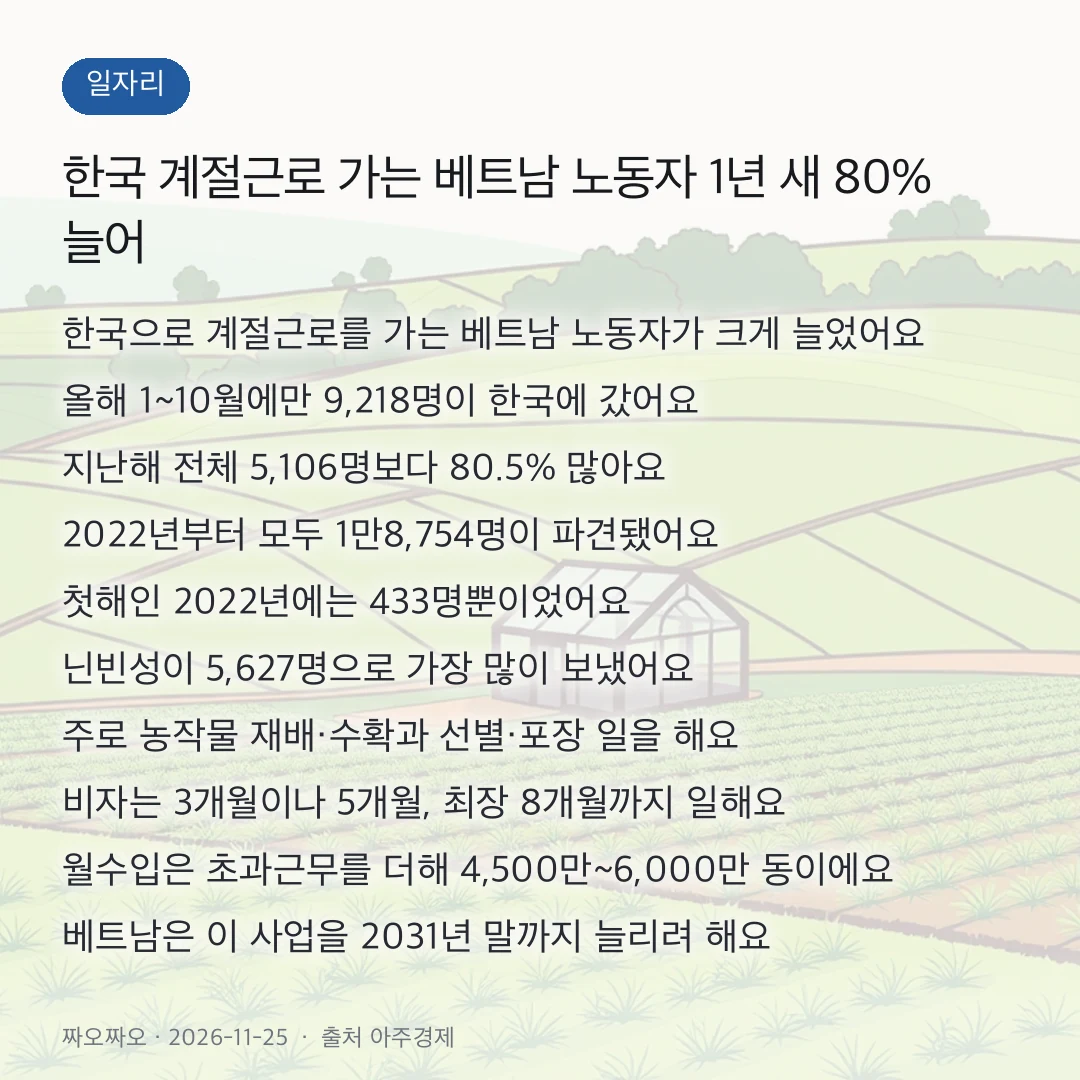 일자리
한국 계절근로 가는 베트남 노동자 1년 새 80%
늘어
한국으로 계절근로를 가는 베트남 노동자가 크게 늘었어요
올해 1~10월에만 9,218명이 한국에 갔어요
지난해 전체 5,106명보다 80.5% 많아요
2022년부터 모두 1만8,754명이 파견됐어요
첫해인 2022년에는 433명뿐이었어요
닌빈성이 5,627명으로 가장 많이 보냈어요
주로 농작물 재배·수확과 선별·포장 일을 해요
비자는 3개월이나 5개월, 최장 8개월까지 일해요
월수입은 초과근무를 더해 4,500만~6,000만 동이에요
베트남은 이 사업을 2031년 말까지 늘리려 해요
짜오짜오 · 2026-11-25 · 출처 아주경제